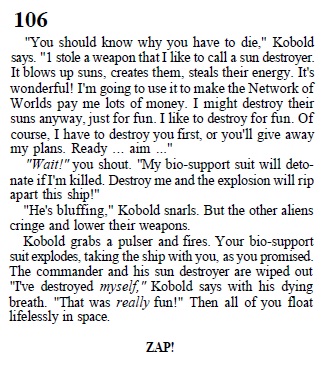 106
"You should know why you have to die," Kobold
says. "1 stole a weapon that I like to call a sun destroyer.
It blows up suns, creates them, steals their energy. It's
wonderful! I'm going to use it to make the Network of
Worlds pay me lots of money. I might destroy their
suns anyway, just for fun. I like to destroy for fun. Of
course, I have to destroy you first, or you'll give away
my plans. Ready ... aim ..."
"Wait!" you shout. "My bio-support suit will deto-
nate if I'm killed. Destroy me and the explosion will rip
apart this ship!"
"He's bluffing," Kobold snarls. But the other aliens
cringe and lower their weapons.
Kobold grabs a pulser and fires. Your bio-support
suit explodes, taking the ship with you, as you promised.
The commander and his sun destroyer are wiped out
"I've destroyed myself," Kobold says with his dying
breath. "That was really fun!" Then all of you float
lifelessly in space.
ZAP!